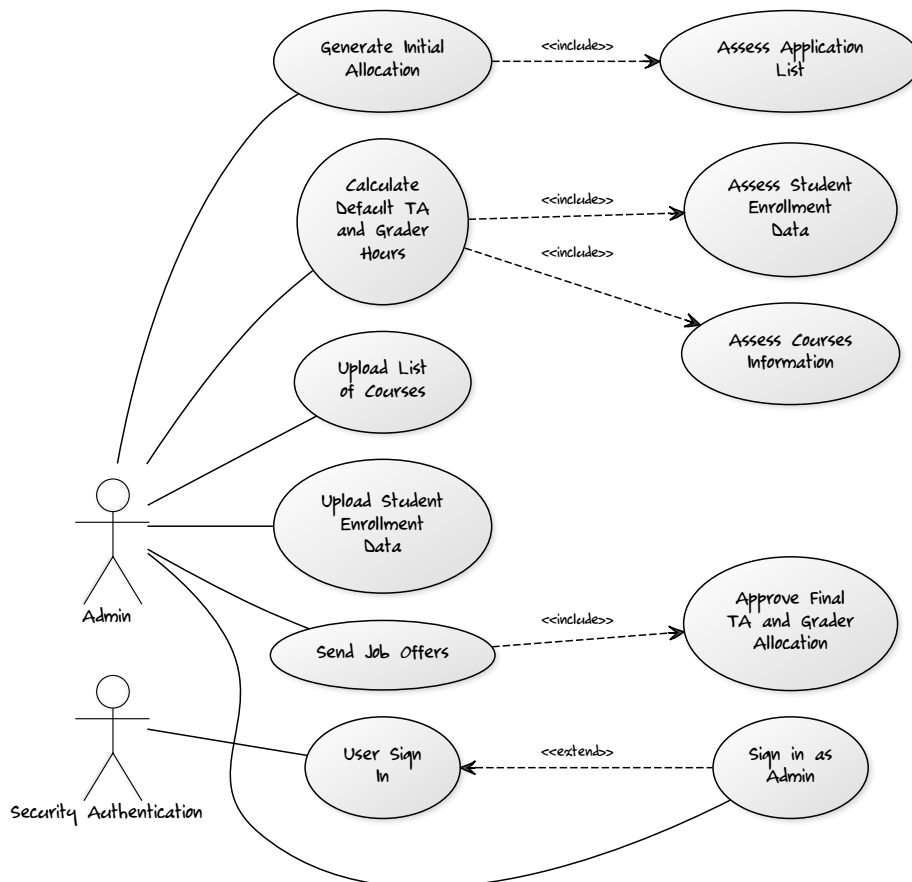 Generate Initial
Allocation
<<include>>
Assess Application
List
Calculate
Default TA
and Grader
Hours
<<include>>
Assess Student
Enrollment
Data
<<include>>
Assess Courses
Information
Upload List
of Courses
Upload Student
Enrollment
Data
Admin
Send Job Offers
<<include>>
Approve Final
TA and Grader
Allocation
Security Authentication
User Sign
In
<<extend>>
Sign in as
Admin